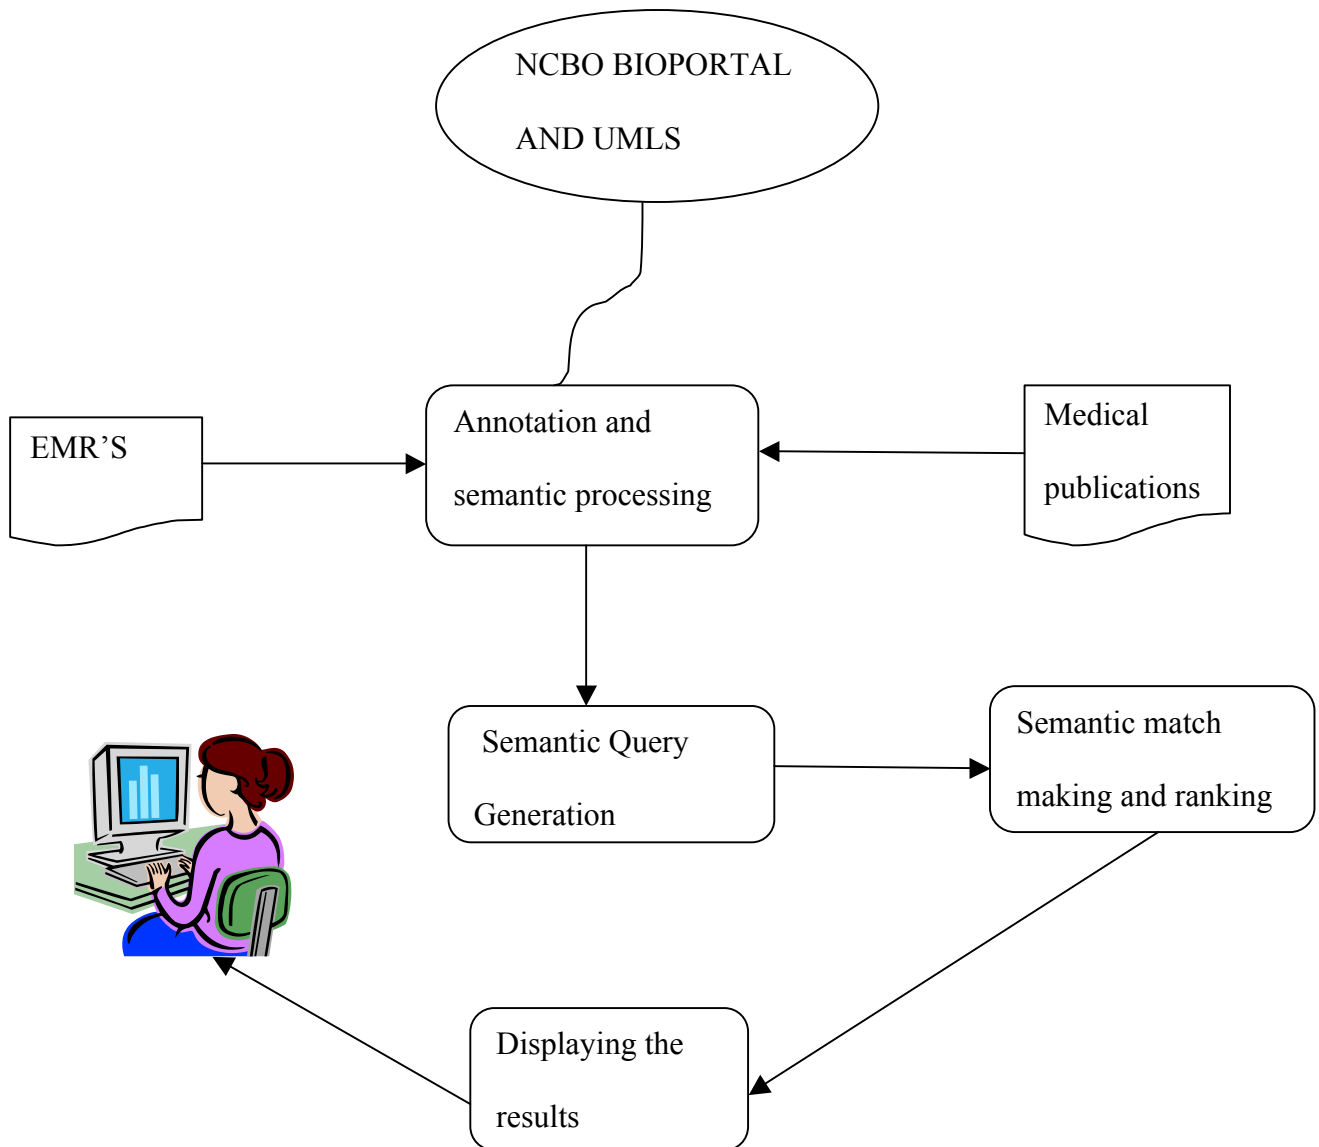 NCBO BIOPORTAL
AND UMLS
EMR’S
Annotation and
semantic processing
Medical
publications
Semantic Query
Generation
Semantic match
making and ranking
Displaying the
results